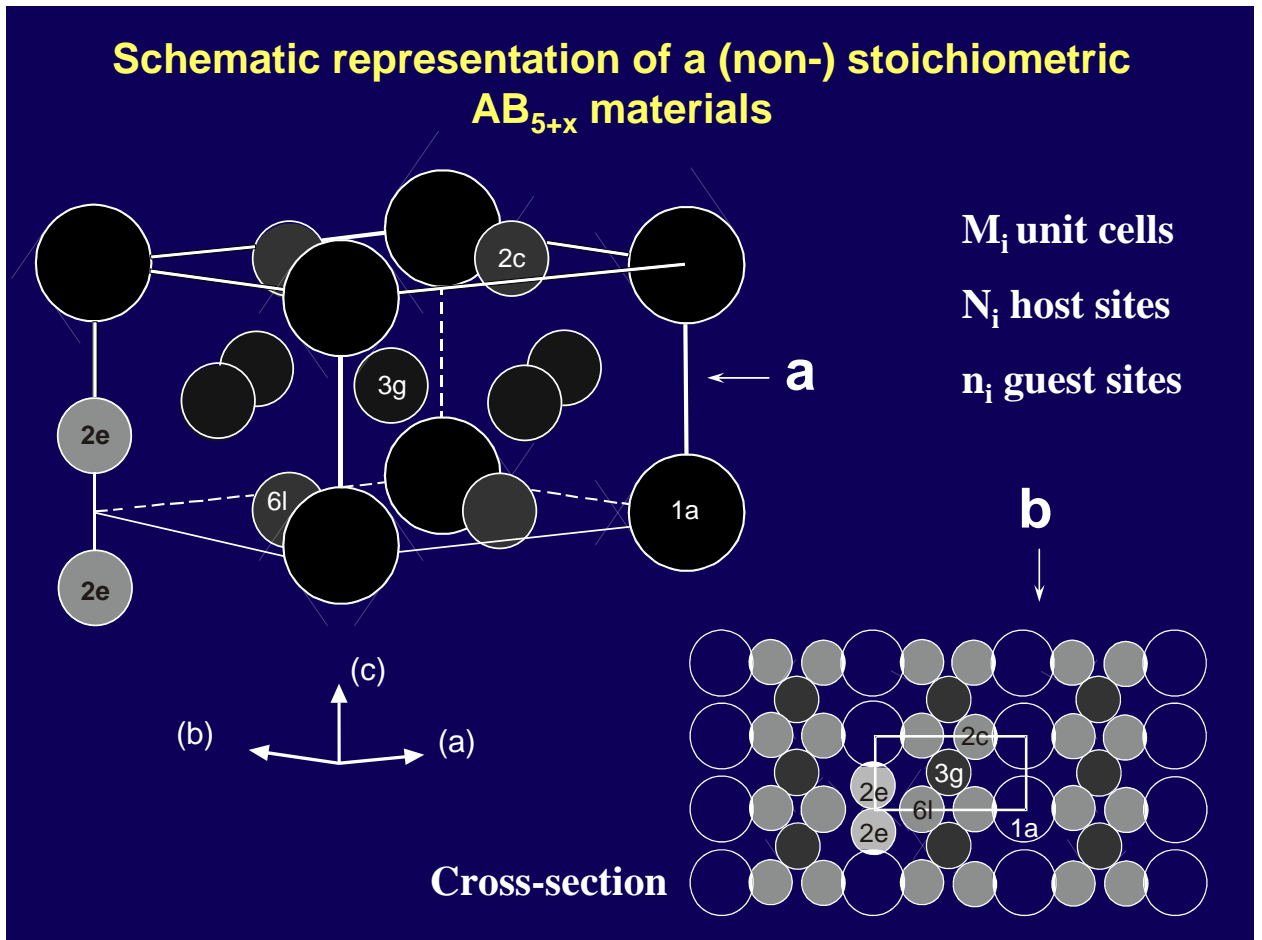 Schematic representation of a (non-) stoichiometric
AB5+x materials
Mi unit cells
2c
Ni host sites
3g
a
ni guest sites
2e
6l
1a
b
2e
(c)
(b)
(a)
2c
3g
2e
6l
1a
2e
Cross-section